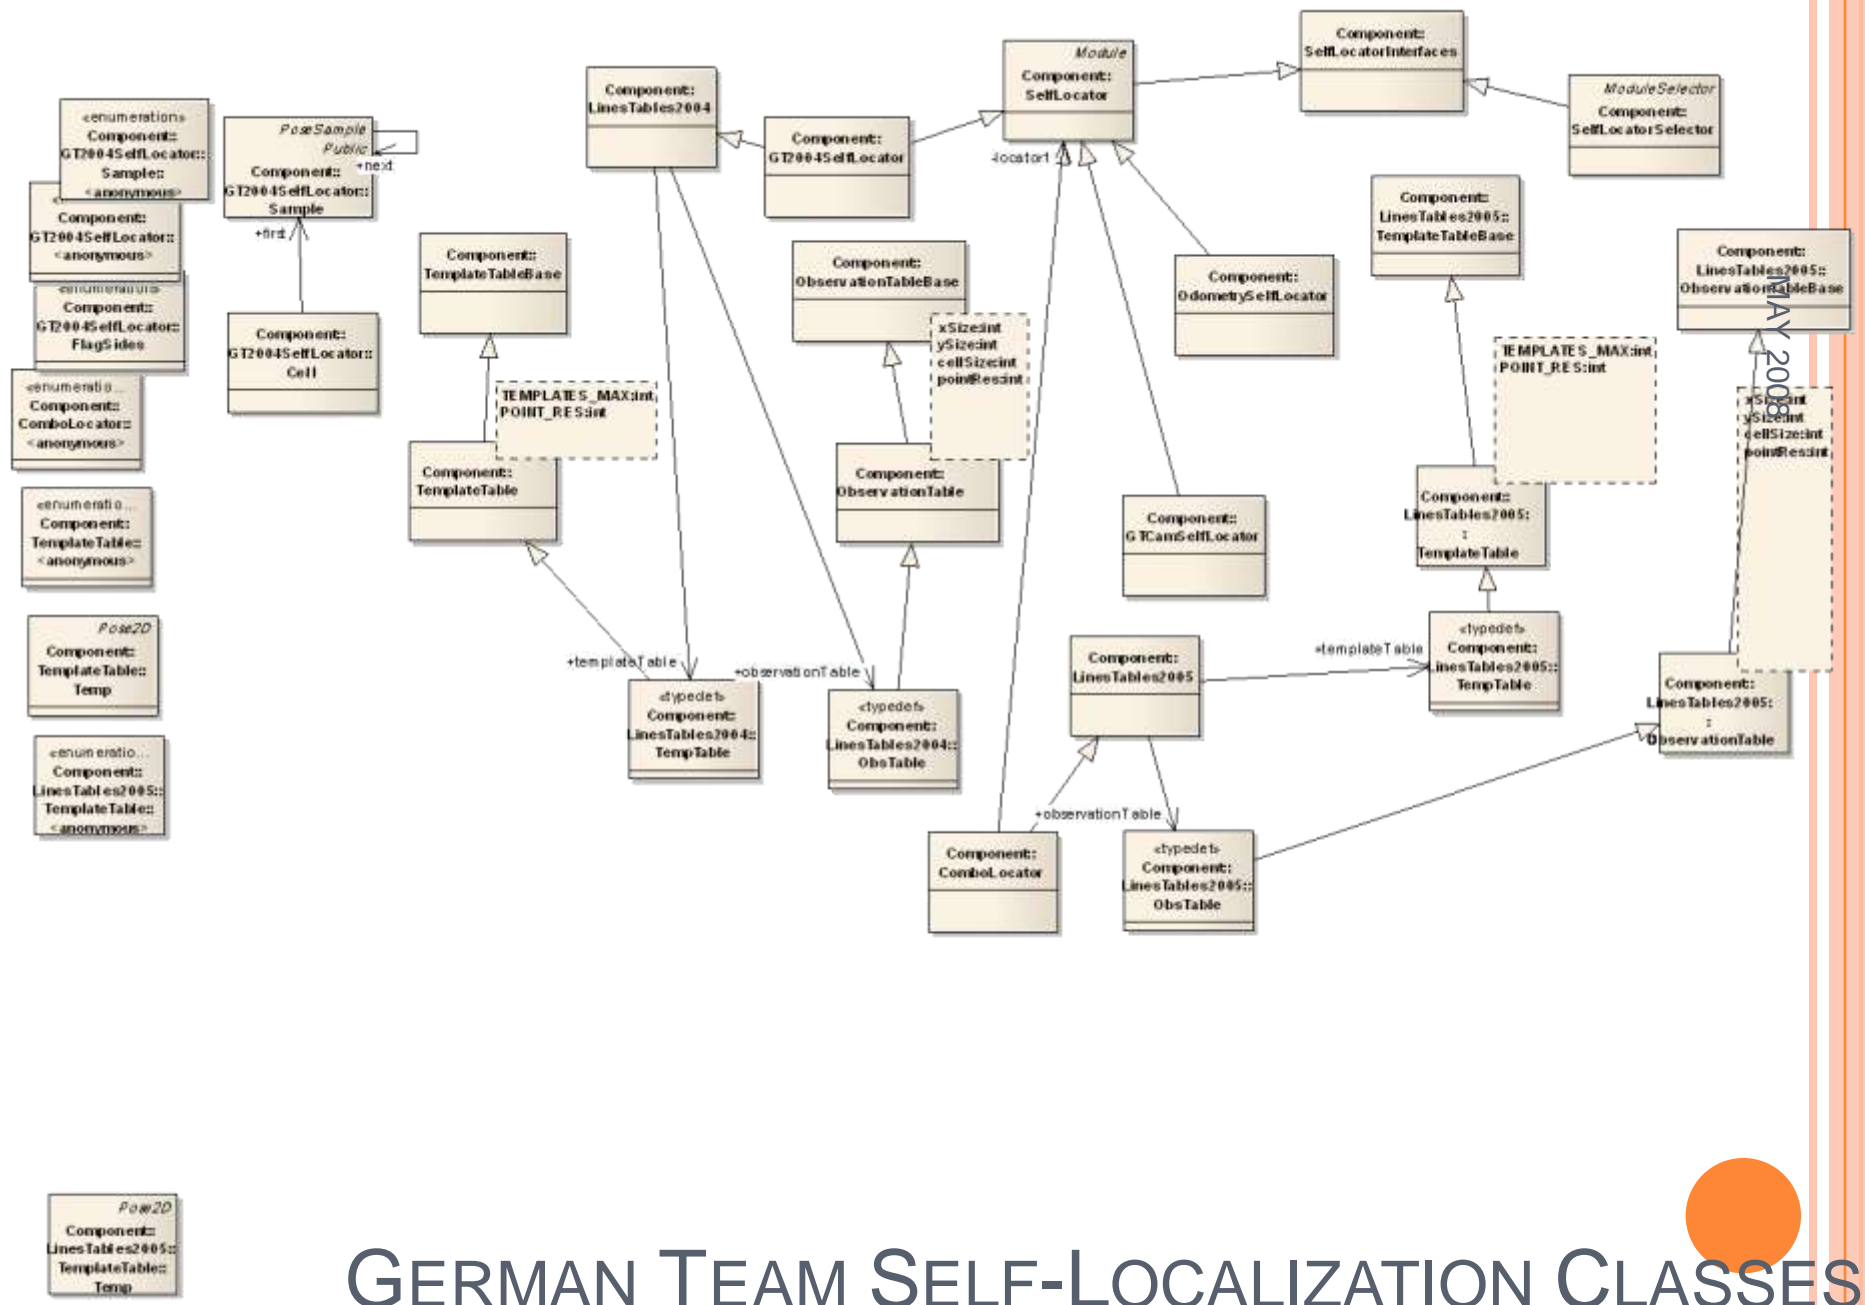 «enumeration»
Component::
GT2004SelfLocator::
Sample::
<anonymous>
Component::
GT2004SelfLocator::
<anonymous>
«enumeration»
Component::
GT2004SelfLocator::
FlagSides
«enumeratio...
Component::
ComboLocator::
<anonymous>
«enumeratio...
Component::
TemplateTable::
<anonymous>
Pose2D
Component::
TemplateTable::
Temp
«enumeratio...
Component::
LinesTables2005::
TemplateTable::
<anonymous>
Pose2D
Component::
LinesTables2005::
TemplateTable::
Temp
PoseSample
Public
Component::
GT2004SelfLocator::
Sample
+next
+first
Component::
GT2004SelfLocator::
Cell
Component::
TemplateTableBase
TEMPLATES_MAX:int
POINT_RES:int
Component::
TemplateTable
Component::
LinesTables2004
Component::
GT2004SelfLocator
Component::
ObservationTableBase
xSize:int
ySize:int
cellSize:int
pointRes:int
Component::
ObservationTable
+templateTable
«typedef»
Component::
LinesTables2004::
TempTable
+observationTable
«typedef»
Component::
LinesTables2004::
ObsTable
Module
Component::
SelfLocator
-locator1
Component::
SelfLocatorInterfaces
ModuleSelector
Component::
SelfLocatorSelector
Component::
OdometrySelfLocator
Component::
GTCamSelfLocator
Component::
LinesTables2005
Component::
ComboLocator
+observationTable
«typedef»
Component::
LinesTables2005::
ObsTable
+templateTable
«typedef»
Component::
LinesTables2005::
TempTable
Component::
LinesTables2005::
TemplateTableBase
TEMPLATES_MAX:int
POINT_RES:int
Component::
LinesTables2005:
:
TemplateTable
Component::
LinesTables2005::
ObservationTableBase
xSize:int
ySize:int
cellSize:int
pointRes:int
Component::
LinesTables2005:
:
ObservationTable
MAY 2008
GERMAN TEAM SELF-LOCALIZATION CLASSES